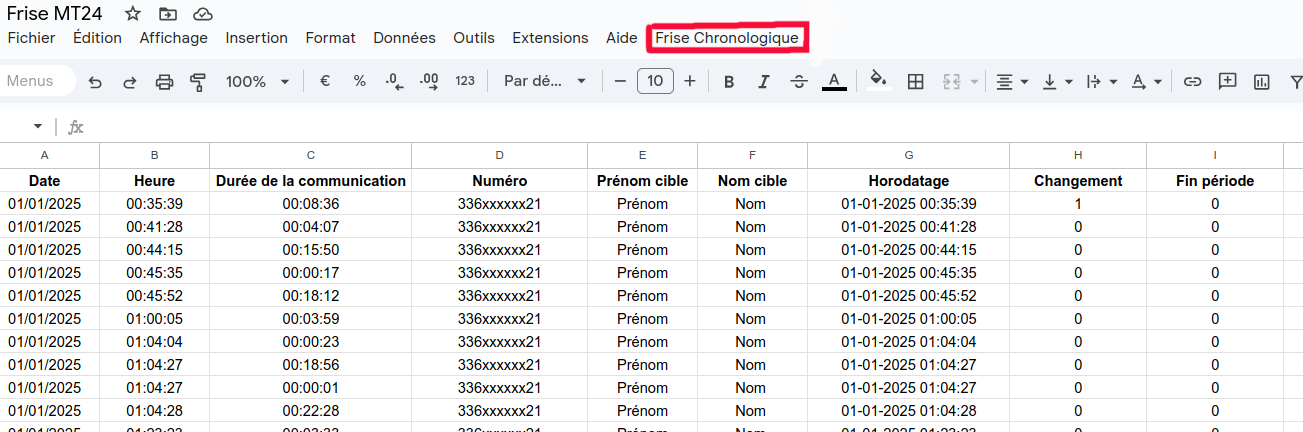 Frise MT24
Fichier Édition Affichage Insertion Format Données Outils Extensions Aide Frise Chronologique
Menus 100% € % .0 .00 123 Par dé... 10 B I S A A
fx
A B C D E F G H I
Date Heure Durée de la communication Numéro Prénom cible Nom cible Horodatage Changement Fin période
01/01/2025 00:35:39 00:08:36 336xxxxxx21 Prénom Nom 01-01-2025 00:35:39 1 0
01/01/2025 00:41:28 00:04:07 336xxxxxx21 Prénom Nom 01-01-2025 00:41:28 0 0
01/01/2025 00:44:15 00:15:50 336xxxxxx21 Prénom Nom 01-01-2025 00:44:15 0 0
01/01/2025 00:45:35 00:00:17 336xxxxxx21 Prénom Nom 01-01-2025 00:45:35 0 0
01/01/2025 00:45:52 00:18:12 336xxxxxx21 Prénom Nom 01-01-2025 00:45:52 0 0
01/01/2025 01:00:05 00:03:59 336xxxxxx21 Prénom Nom 01-01-2025 01:00:05 0 0
01/01/2025 01:04:04 00:00:23 336xxxxxx21 Prénom Nom 01-01-2025 01:04:04 0 0
01/01/2025 01:04:27 00:18:56 336xxxxxx21 Prénom Nom 01-01-2025 01:04:27 0 0
01/01/2025 01:04:27 00:00:01 336xxxxxx21 Prénom Nom 01-01-2025 01:04:27 0 0
01/01/2025 01:04:28 00:22:28 336xxxxxx21 Prénom Nom 01-01-2025 01:04:28 0 0